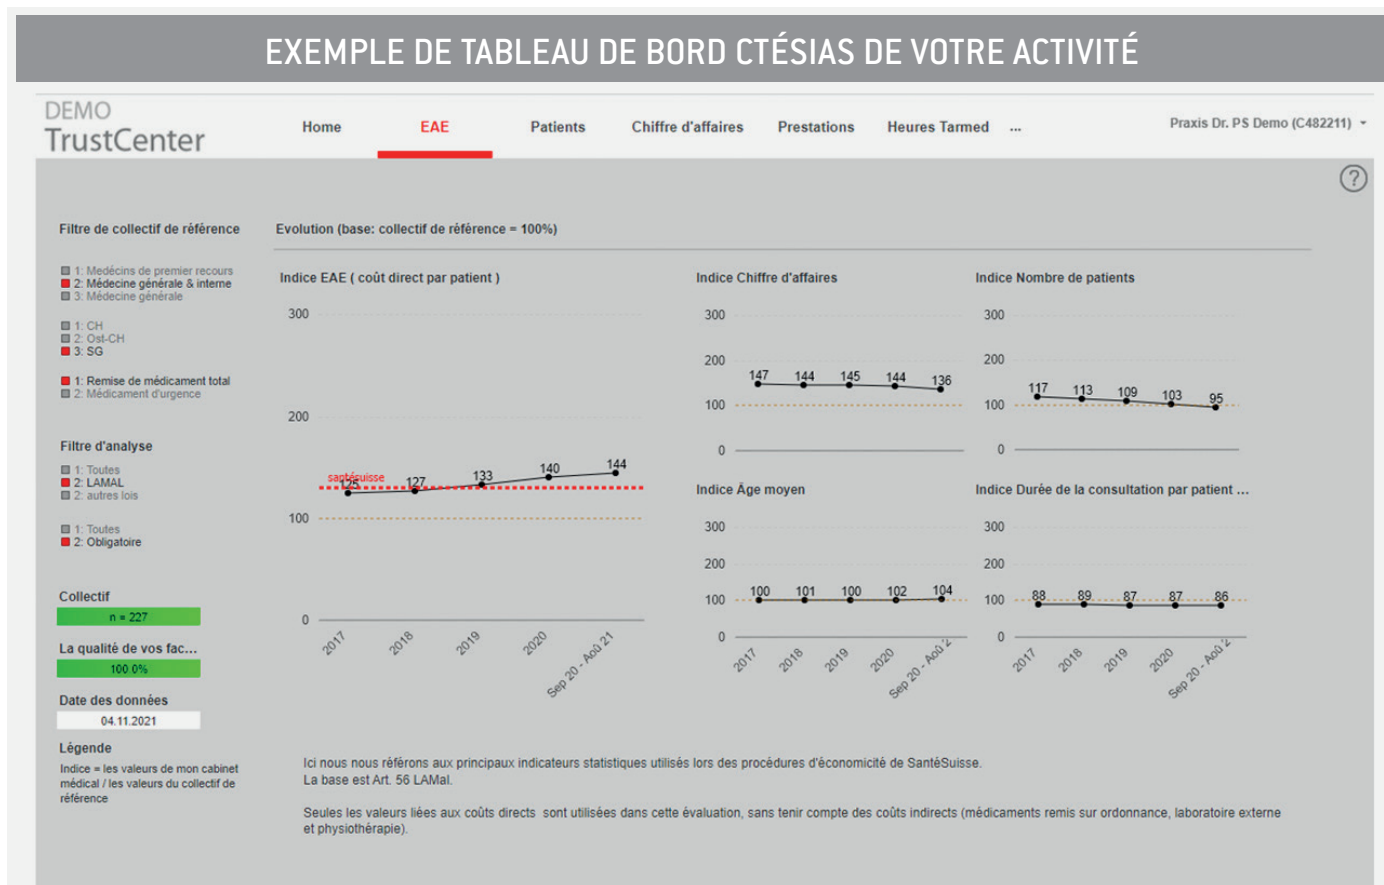 EXEMPLE DE TABLEAU DE BORD CTÉSIAS DE VOTRE ACTIVITÉ
DEMO
TrustCenter
Home EAE Patients Chiffre d'affaires Prestations Heures Tarmed ...
Praxis Dr. PS Demo (C482211)
?
Filtre de collectif de référence
1: Medécins de premier recours
2: Médecine générale & interne
3: Médecine générale
1: CH
2: Ost-CH
3: SG
1: Remise de médicament total
2: Médicament d'urgence
Filtre d'analyse
1: Toutes
2: LAMAL
2: autres lois
1: Toutes
2: Obligatoire
Collectif
n = 227
La qualité de vos fac...
100.0%
Date des données
04.11.2021
Légende
Indice = les valeurs de mon cabinet
médical / les valeurs du collectif de
référence
Evolution (base: collectif de référence = 100%)
Indice EAE ( coût direct par patient )
300
200
100
0
santésuisse
125 127 133 140 144
2017 2018 2019 2020 Sep 20 - Aoû 21
Indice Chiffre d'affaires
300
200
100
0
147 144 145 144 136
Indice Nombre de patients
300
200
100
0
117 113 109 103 95
Indice Âge moyen
300
200
100
0
100 101 100 102 104
2017 2018 2019 2020 Sep 20 - Aoû 2
Indice Durée de la consultation par patient ...
300
200
100
0
88 89 87 87 86
2017 2018 2019 2020 Sep 20 - Aoû 2
Ici nous nous référons aux principaux indicateurs statistiques utilisés lors des procédures d'économicité de SantéSuisse.
La base est Art. 56 LAMal.
Seules les valeurs liées aux coûts directs sont utilisées dans cette évaluation, sans tenir compte des coûts indirects (médicaments remis sur ordonnance, laboratoire externe
et physiothérapie).